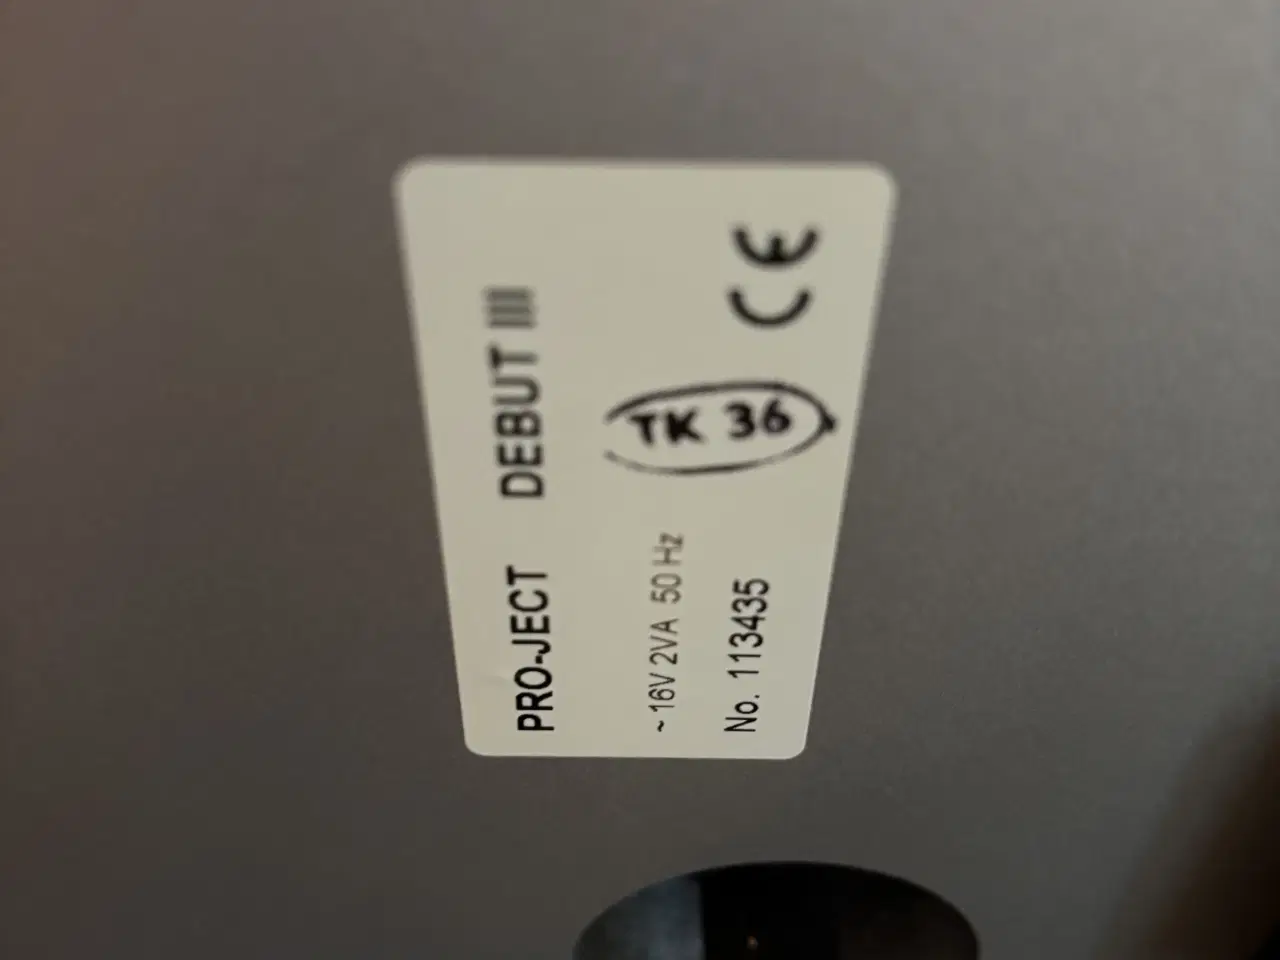 PRO-JECT DEBUT III
TK 36
~16V 2VA 50 Hz
No. 113435 CE